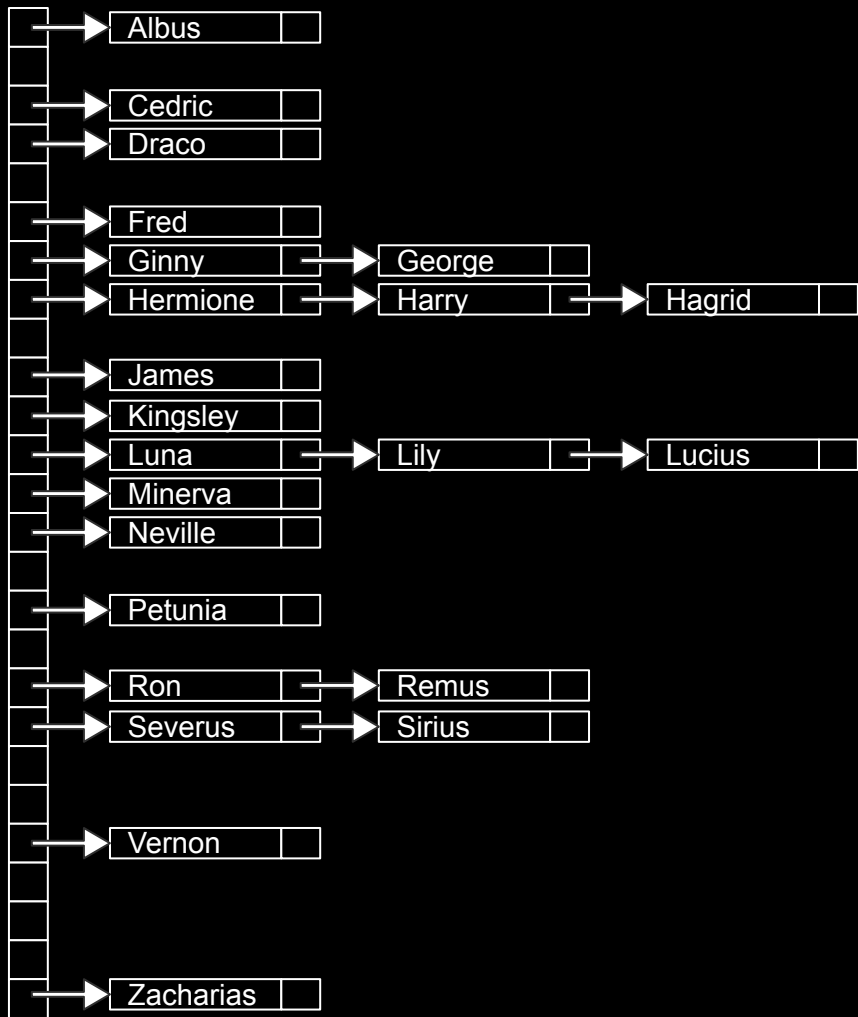 Albus
Cedric
Draco
Fred
Ginny George
Hermione Harry Hagrid
James
Kingsley
Luna Lily Lucius
Minerva
Neville
Petunia
Ron Remus
Severus Sirius
Vernon
Zacharias